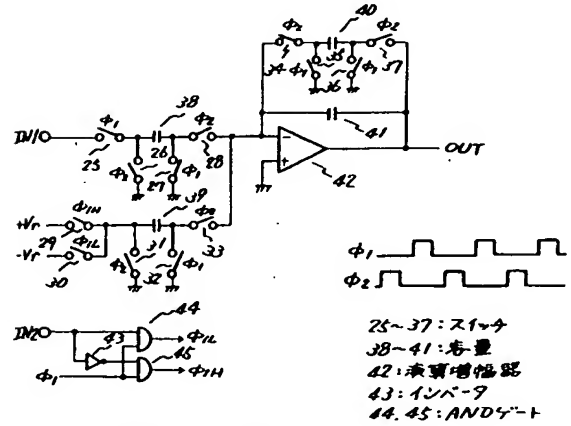 40
φ2
φ2
34
φ1
35
φ1
37
36
38
41
IN1
φ1
φ2
25
26
φ2
27
φ1
28
42
OUT
39
+Vr
φ1H
φ2
29
-Vr
φ1L
30
31
φ2
32
φ1
33
44
IN2
43
φ1L
45
φ1
φ1H
φ1
φ2
25~37:スイッチ
38~41:容量
42:演算増幅器
43:インバータ
44,45:ANDゲート